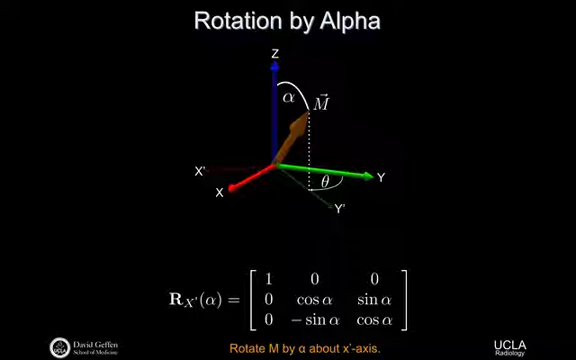 Rotation by Alpha
Z
α
M⃗
X'
X
θ
Y
Y'
R_X'(α) = [ 1 0 0
0 cos α sin α
0 − sin α cos α ]
David Geffen
School of Medicine
UCLA
Radiology
Rotate M by α about x'-axis.